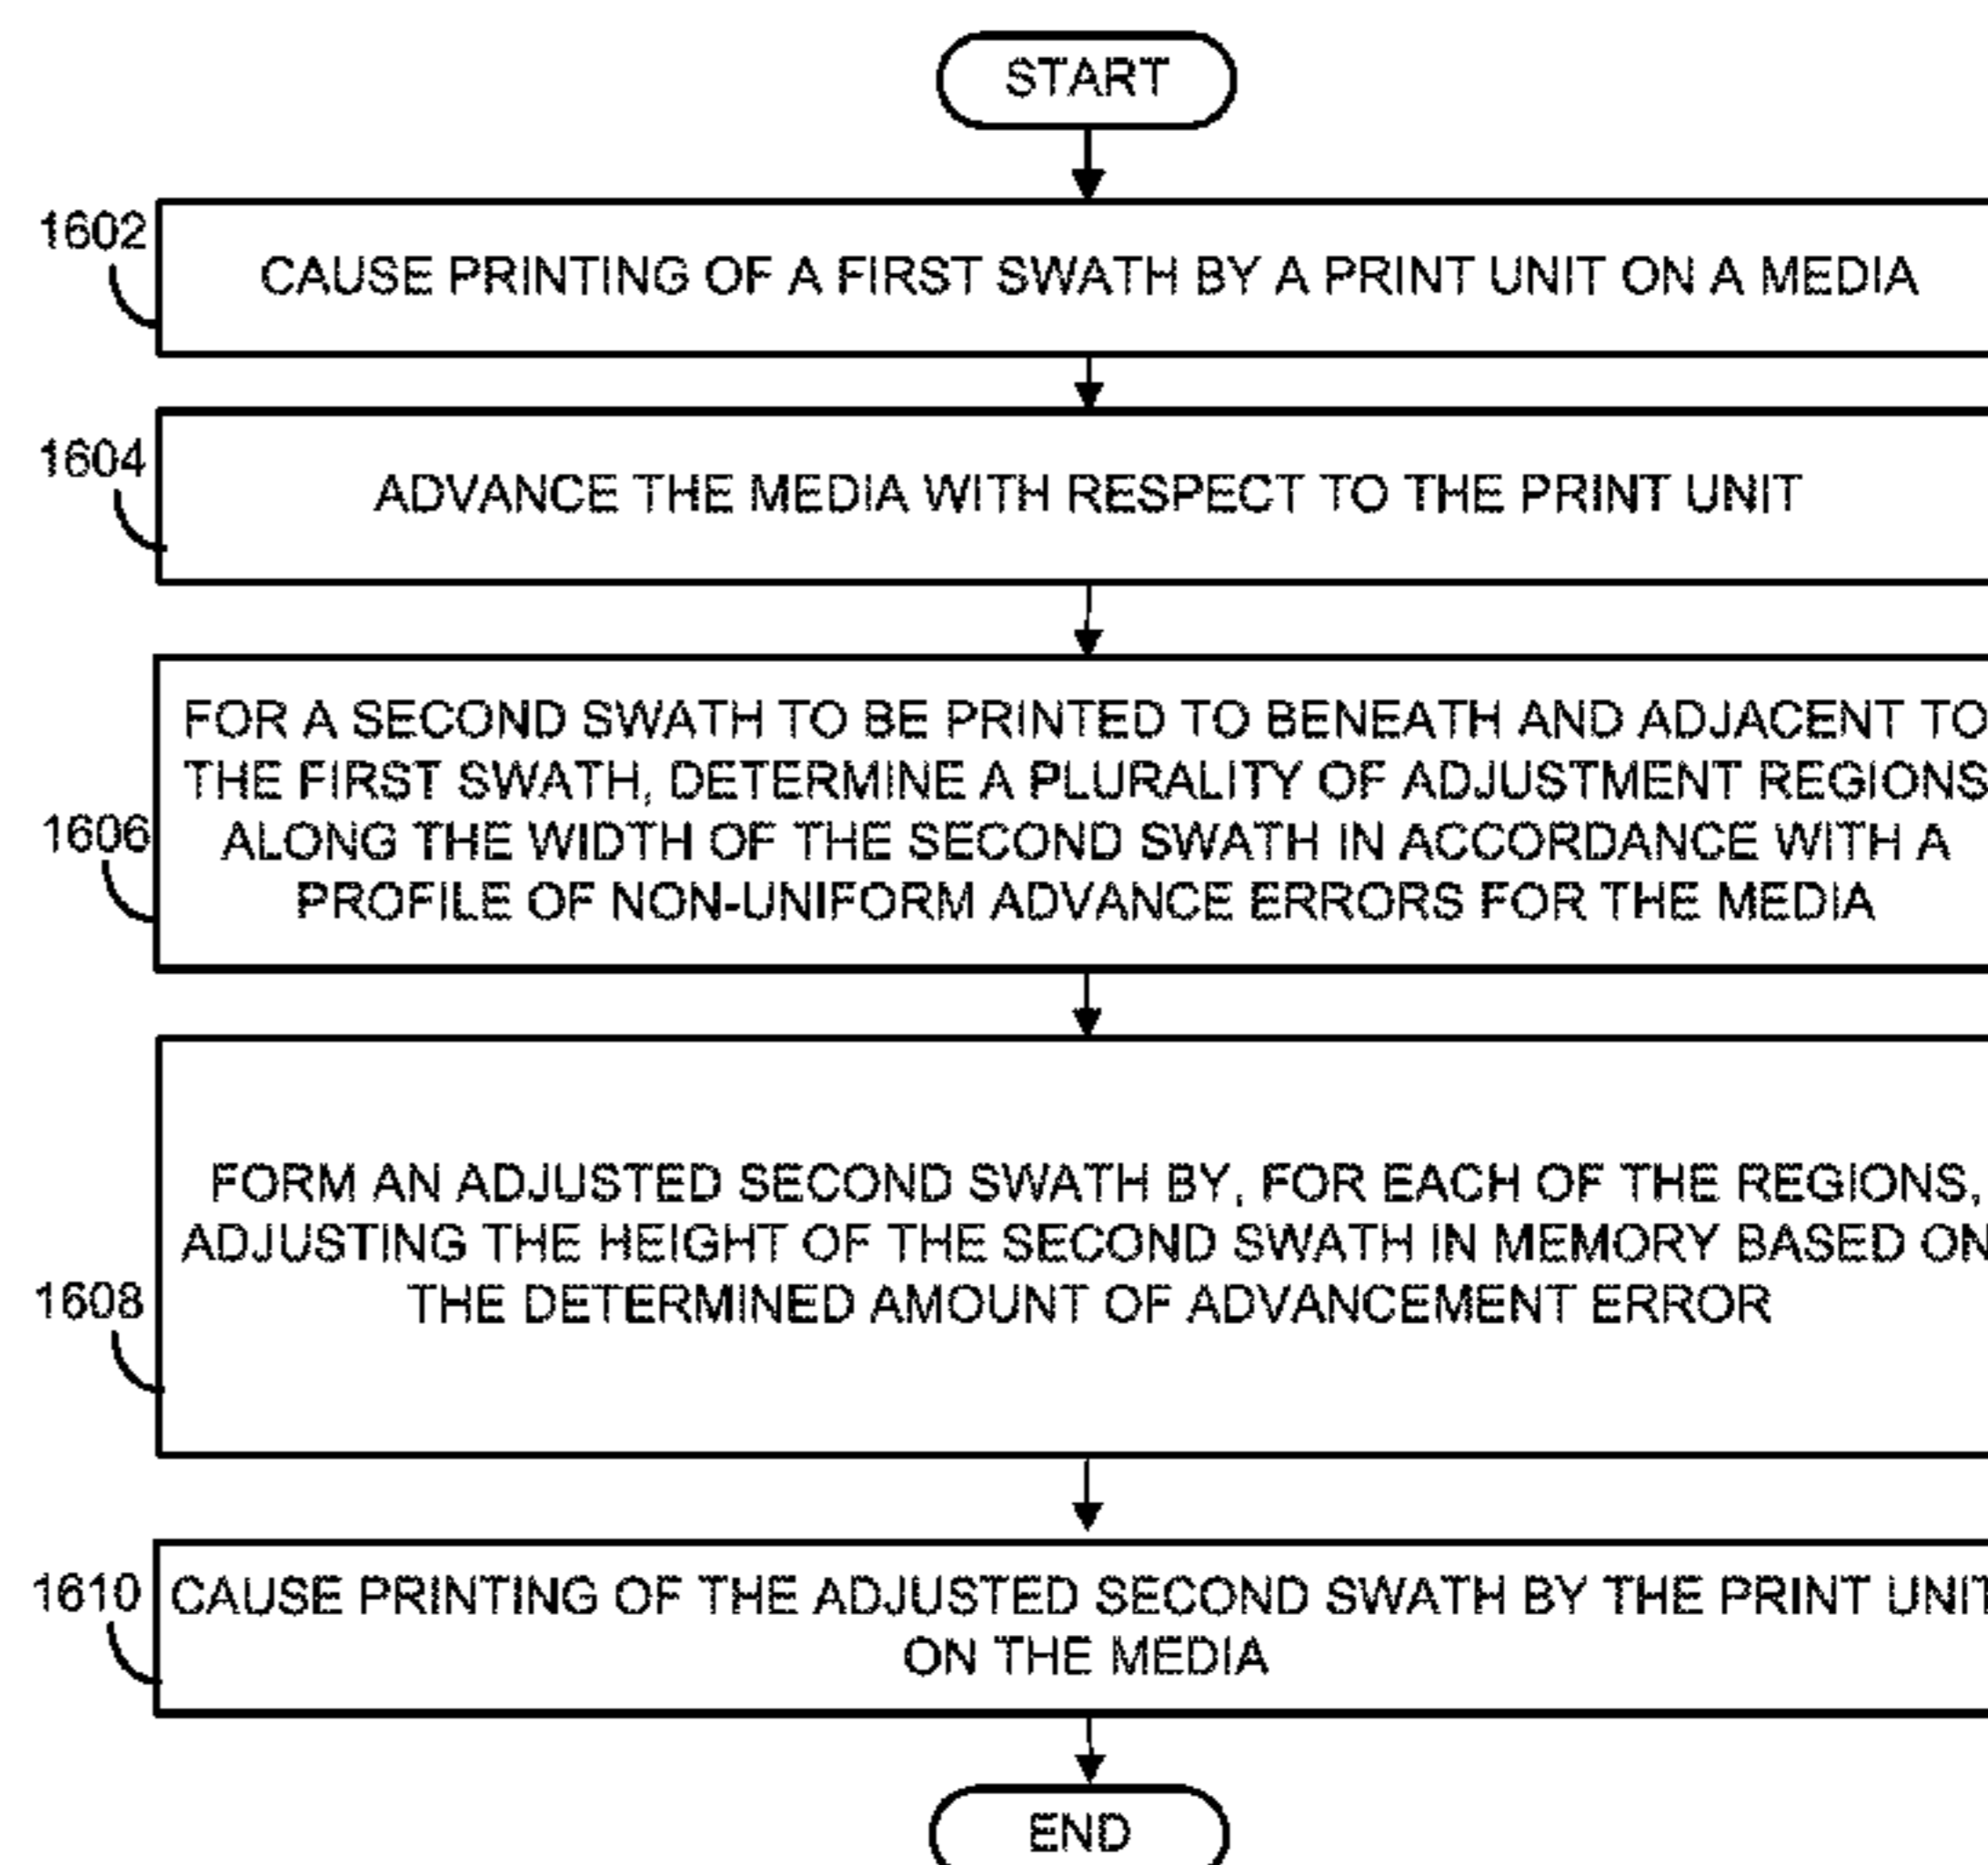 START
1602
CAUSE PRINTING OF A FIRST SWATH BY A PRINT UNIT ON A MEDIA
1604
ADVANCE THE MEDIA WITH RESPECT TO THE PRINT UNIT
FOR A SECOND SWATH TO BE PRINTED TO BENEATH AND ADJACENT TO
THE FIRST SWATH, DETERMINE A PLURALITY OF ADJUSTMENT REGIONS
1606
ALONG THE WIDTH OF THE SECOND SWATH IN ACCORDANCE WITH A
PROFILE OF NON-UNIFORM ADVANCE ERRORS FOR THE MEDIA
FORM AN ADJUSTED SECOND SWATH BY, FOR EACH OF THE REGIONS,
ADJUSTING THE HEIGHT OF THE SECOND SWATH IN MEMORY BASED ON
1608
THE DETERMINED AMOUNT OF ADVANCEMENT ERROR
1610
CAUSE PRINTING OF THE ADJUSTED SECOND SWATH BY THE PRINT UNIT
ON THE MEDIA
END